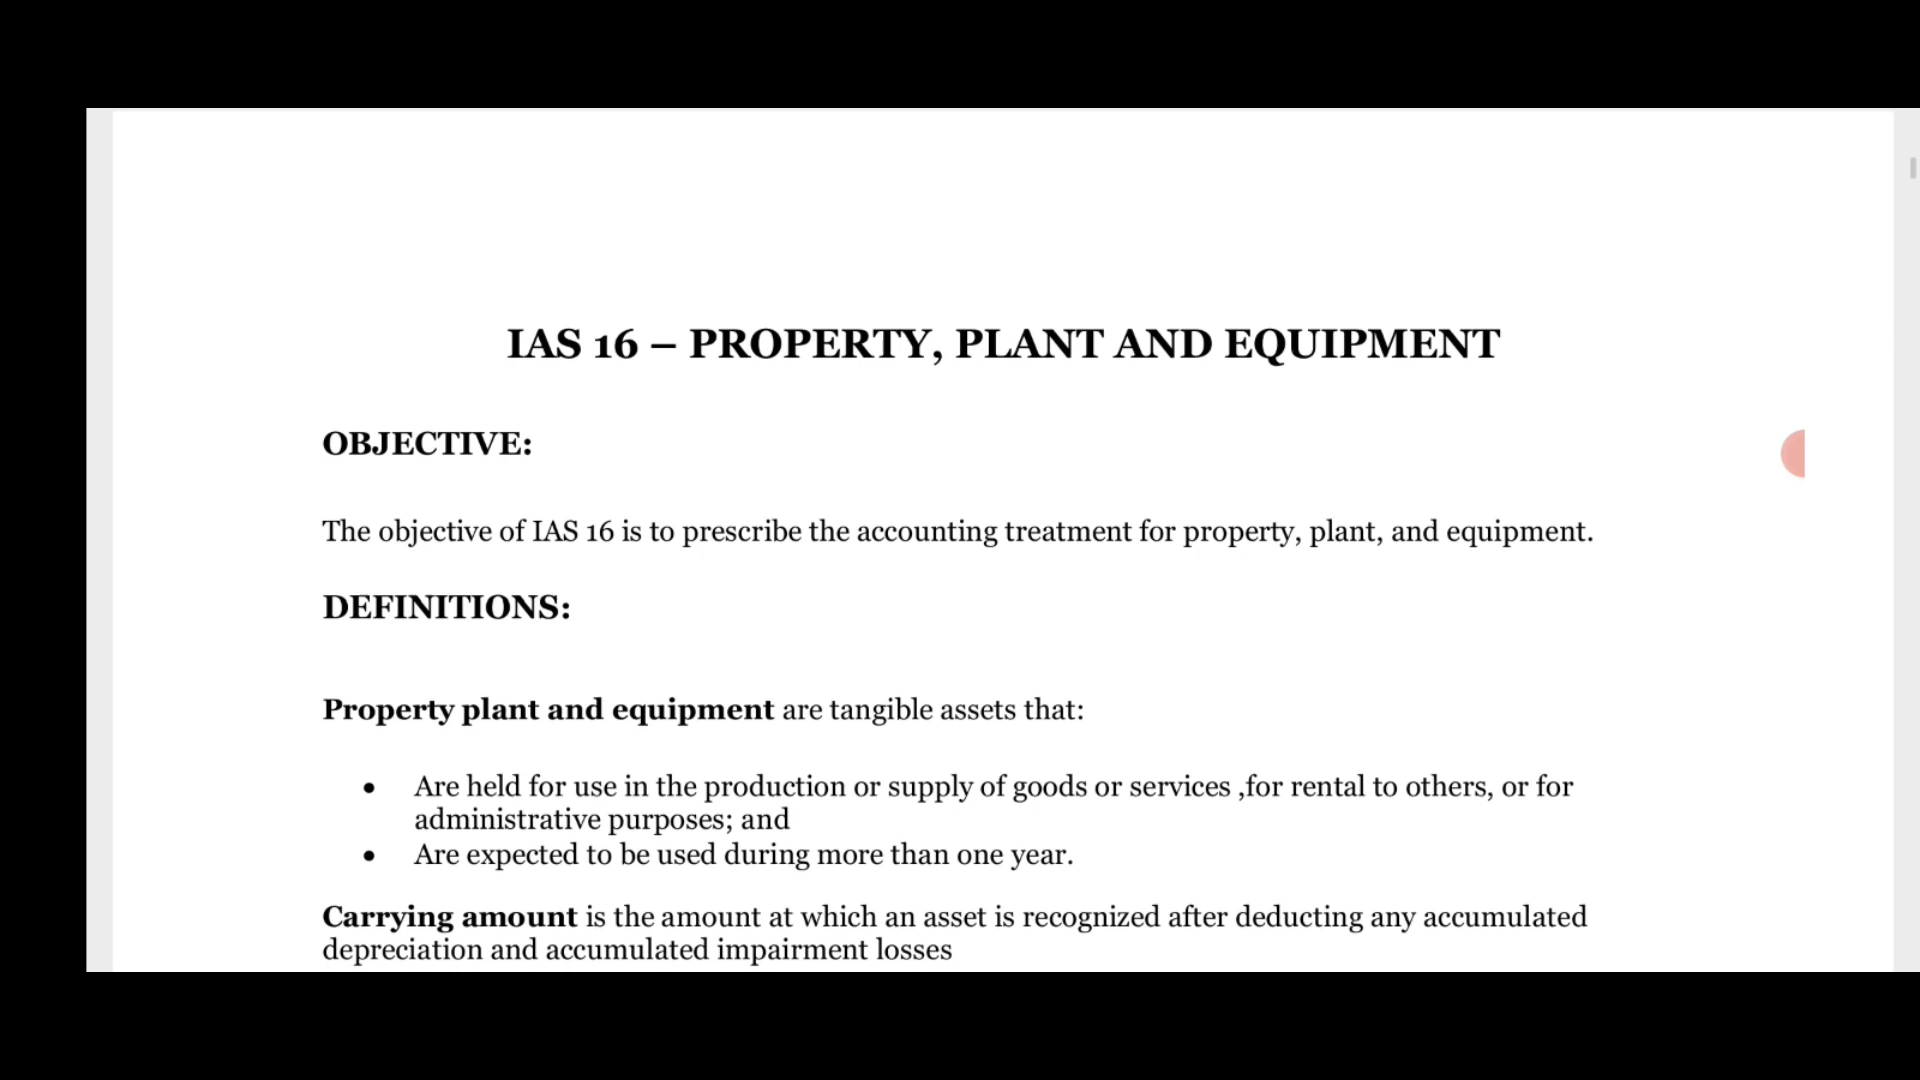 IAS 16 – PROPERTY, PLANT AND EQUIPMENT
OBJECTIVE:
The objective of IAS 16 is to prescribe the accounting treatment for property, plant, and equipment.
DEFINITIONS:
Property plant and equipment are tangible assets that:
• Are held for use in the production or supply of goods or services ,for rental to others, or for
administrative purposes; and
• Are expected to be used during more than one year.
Carrying amount is the amount at which an asset is recognized after deducting any accumulated
depreciation and accumulated impairment losses